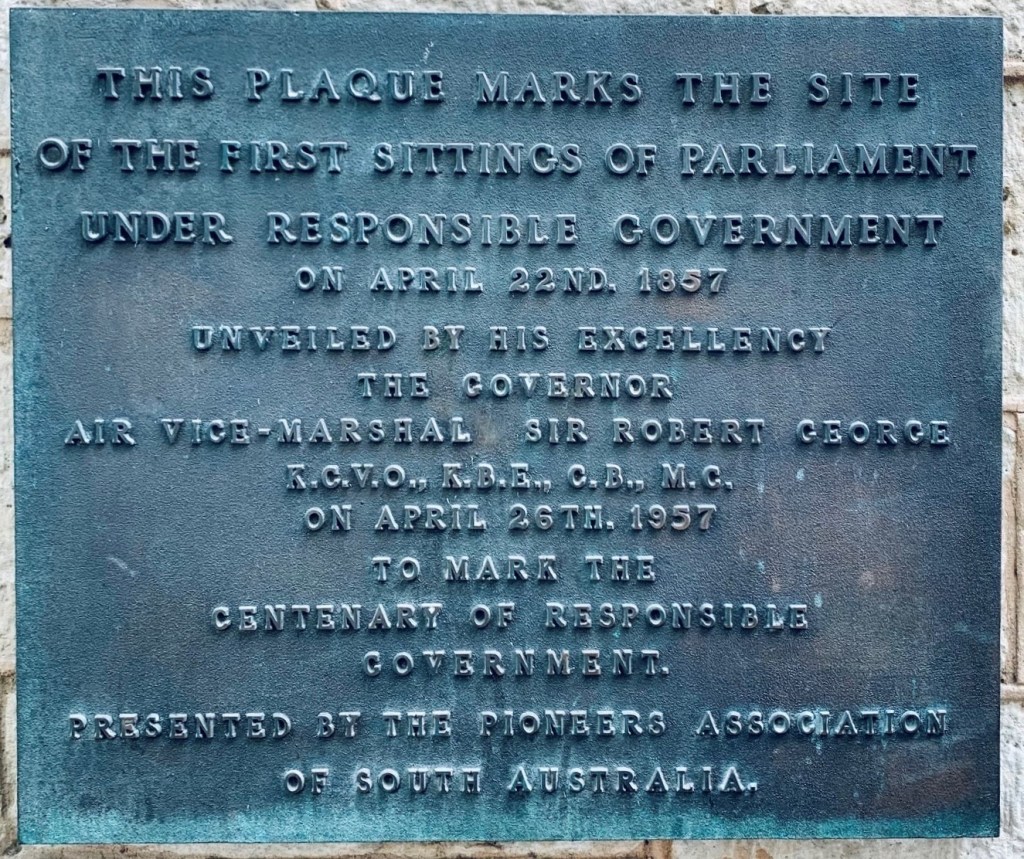 THIS PLAQUE MARKS THE SITE
OF THE FIRST SITTINGS OF PARLIAMENT
UNDER RESPONSIBLE GOVERNMENT
ON APRIL 22ND. 1857
UNVEILED BY HIS EXCELLENCY
THE GOVERNOR
AIR VICE-MARSHAL SIR ROBERT GEORGE
K.C.V.O., K.B.E., C.B., M.C.
ON APRIL 26TH. 1957
TO MARK THE
CENTENARY OF RESPONSIBLE
GOVERNMENT.
PRESENTED BY THE PIONEERS ASSOCIATION
OF SOUTH AUSTRALIA.